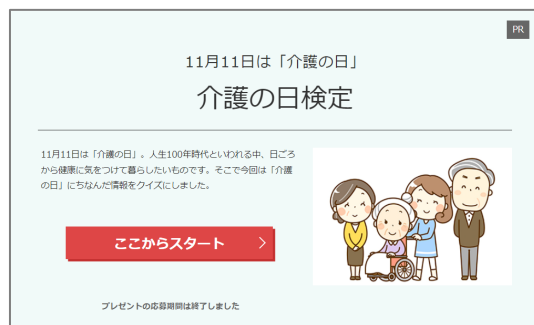 PR
11月11日は「介護の日」
介護の日検定
11月11日は「介護の日」。人生100年時代といわれる中、日ごろ
から健康に気をつけて暮らしたいものです。そこで今回は「介護
の日」にちなんだ情報をクイズにしました。
ここからスタート
プレゼントの応募期間は終了しました